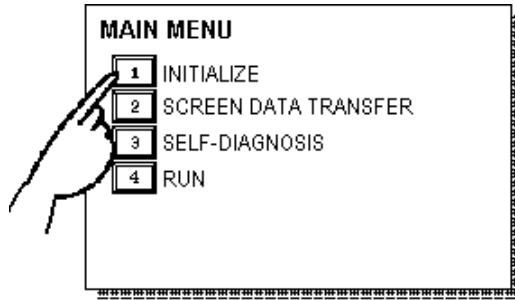 MAIN MENU
1 INITIALIZE
2 SCREEN DATA TRANSFER
3 SELF-DIAGNOSIS
4 RUN